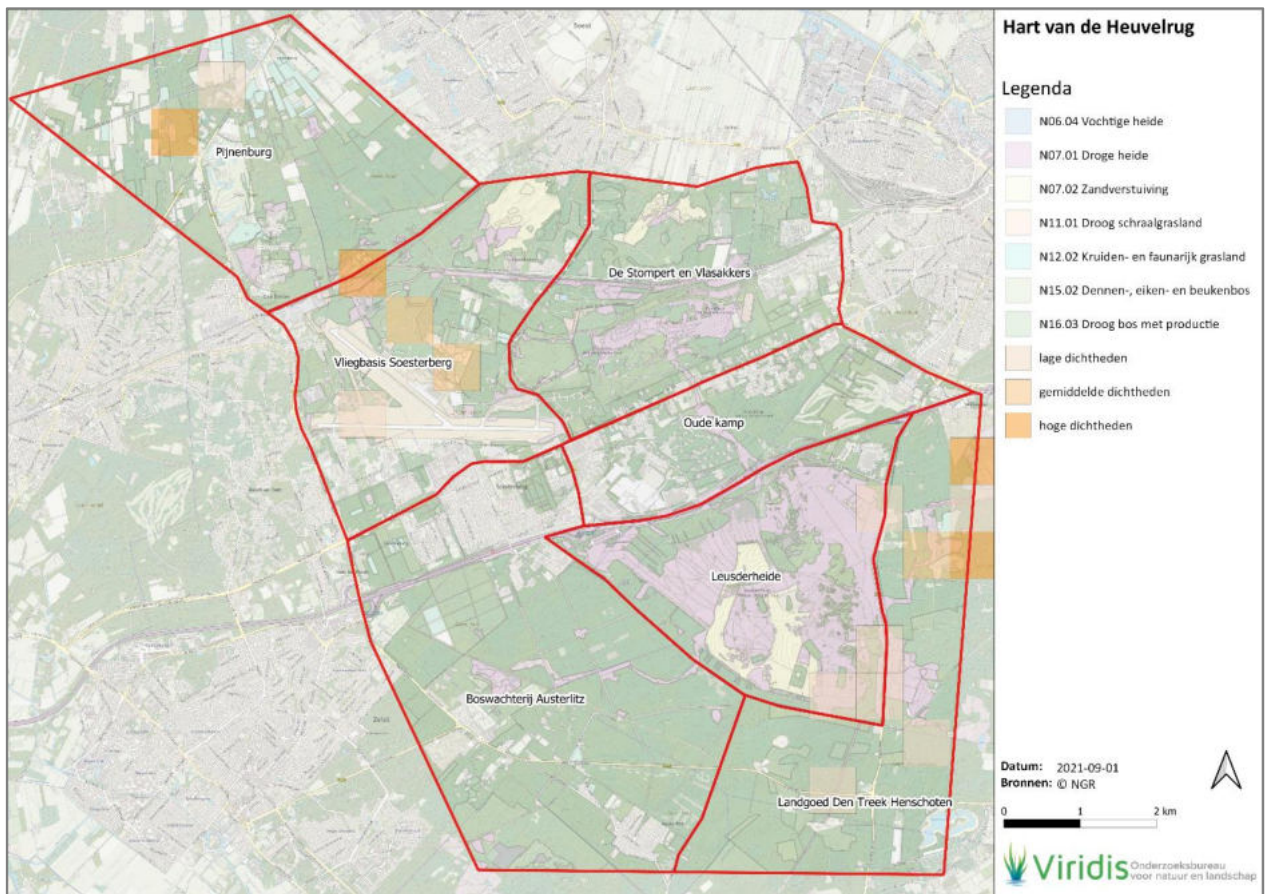 Hart van de Heuvelrug
Legenda
N06.04 Vochtige heide
N07.01 Droge heide
N07.02 Zandverstuiving
N11.01 Droog schraalgrasland
N12.02 Kruiden- en faunarijk grasland
N15.02 Dennen-, eiken- en beukenbos
N16.03 Droog bos met productie
lage dichtheden
gemiddelde dichtheden
hoge dichtheden
Pijnenburg
De Stompert en Vlasakkers
Vliegbasis Soesterberg
Oude kamp
Leusderheide
Boswachterij Austerlitz
Landgoed Den Treek Henschoten
Soest
Zeist
Datum: 2021-09-01
Bronnen: © NGR
0 1 2 km
Viridis Onderzoeksbureau
voor natuur en landschap